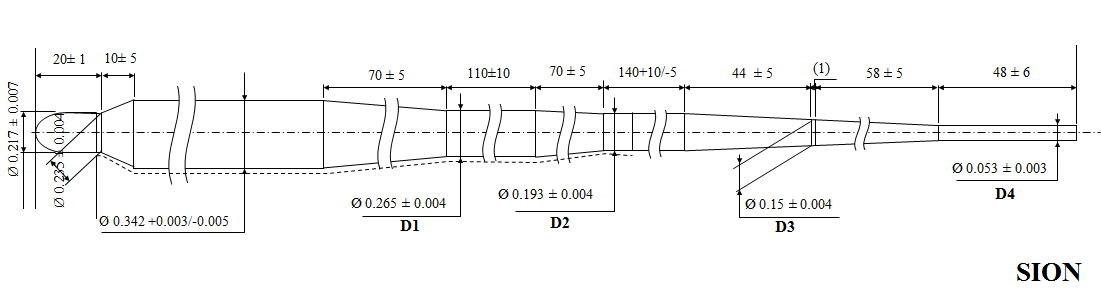 20± 1
10± 5
70 ± 5
110±10
70 ± 5
140+10/-5
44 ± 5
(1)
58 ± 5
48 ± 6
Ø 0.217 ± 0.007
Ø 0.235 ± 0.004
Ø 0.342 +0.003/-0.005
Ø 0.265 ± 0.004
D1
Ø 0.193 ± 0.004
D2
Ø 0.15 ± 0.004
D3
Ø 0.053 ± 0.003
D4
SION